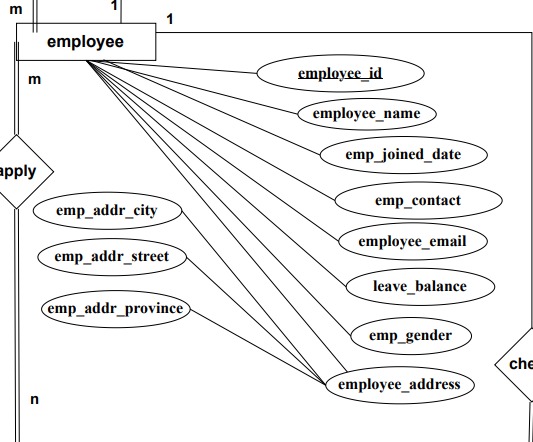 m
1
1
employee
m
employee_id
employee_name
emp_joined_date
apply
emp_contact
emp_addr_city
employee_email
emp_addr_street
leave_balance
emp_addr_province
emp_gender
che
employee_address
n